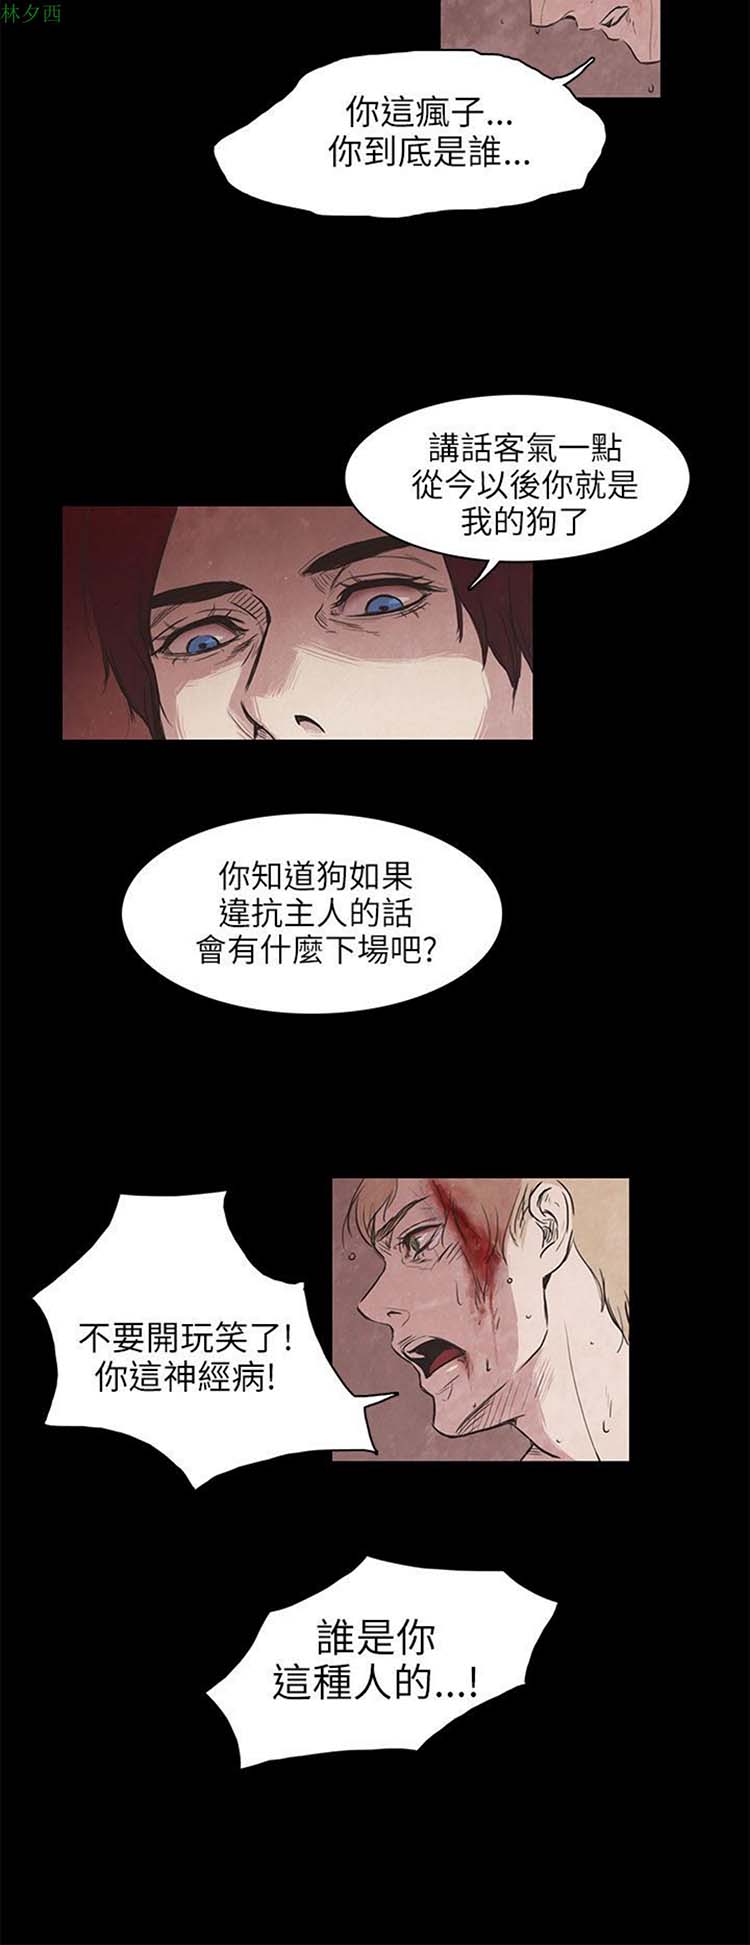 林夕西
你這瘋子...
你到底是誰...
講話客氣一點
從今以後你就是
我的狗了
你知道狗如果
違抗主人的話
會有什麼下場吧?
不要開玩笑了!
你這神經病!
誰是你
這種人的...!